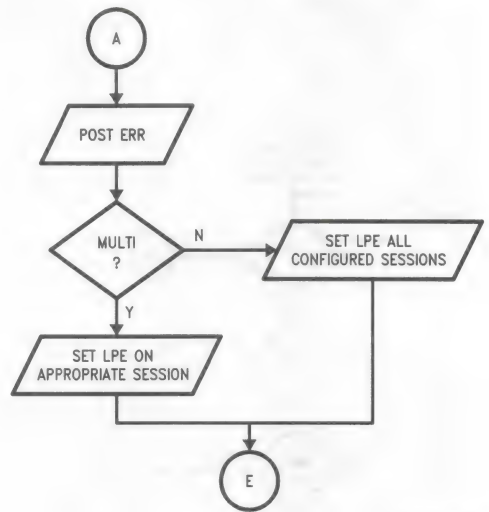 A
POST ERR
MULTI
?
N
SET LPE ALL
CONFIGURED SESSIONS
Y
SET LPE ON
APPROPRIATE SESSION
E